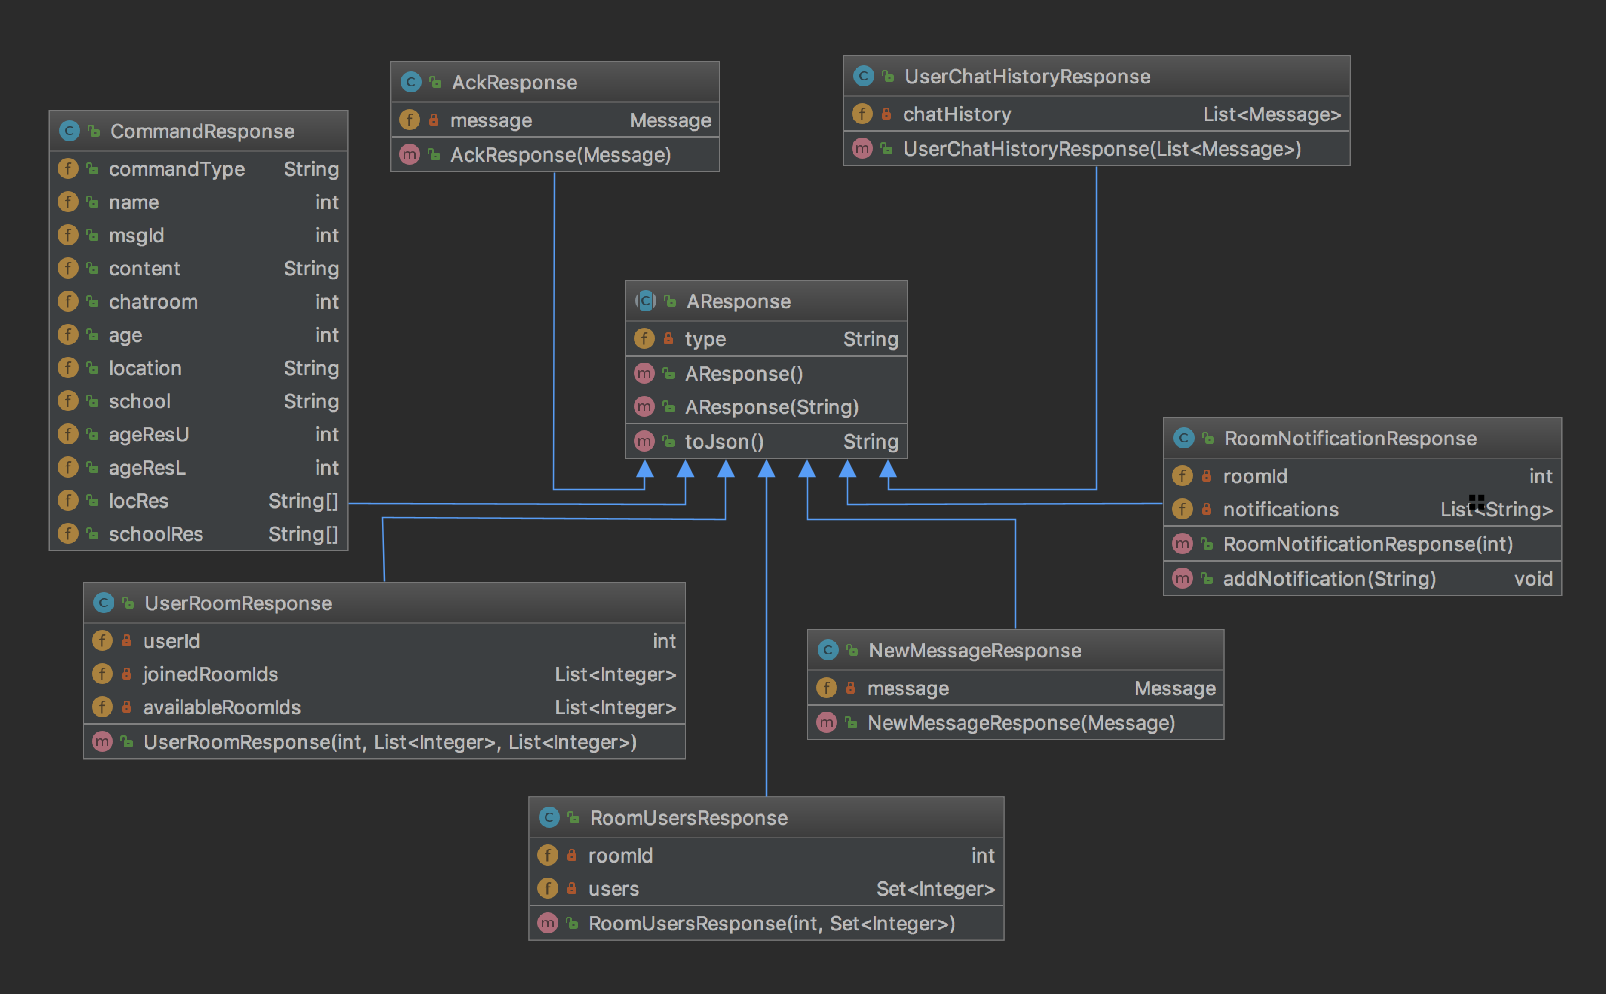 CommandResponse
commandType String
name int
msgId int
content String
chatroom int
age int
location String
school String
ageResU int
ageResL int
locRes String[]
schoolRes String[]
AckResponse
message Message
AckResponse(Message)
UserChatHistoryResponse
chatHistory List<Message>
UserChatHistoryResponse(List<Message>)
AResponse
type String
AResponse()
AResponse(String)
toJson() String
RoomNotificationResponse
roomId int
notifications List<String>
RoomNotificationResponse(int)
addNotification(String) void
UserRoomResponse
userId int
joinedRoomIds List<Integer>
availableRoomIds List<Integer>
UserRoomResponse(int, List<Integer>, List<Integer>)
NewMessageResponse
message Message
NewMessageResponse(Message)
RoomUsersResponse
roomId int
users Set<Integer>
RoomUsersResponse(int, Set<Integer>)